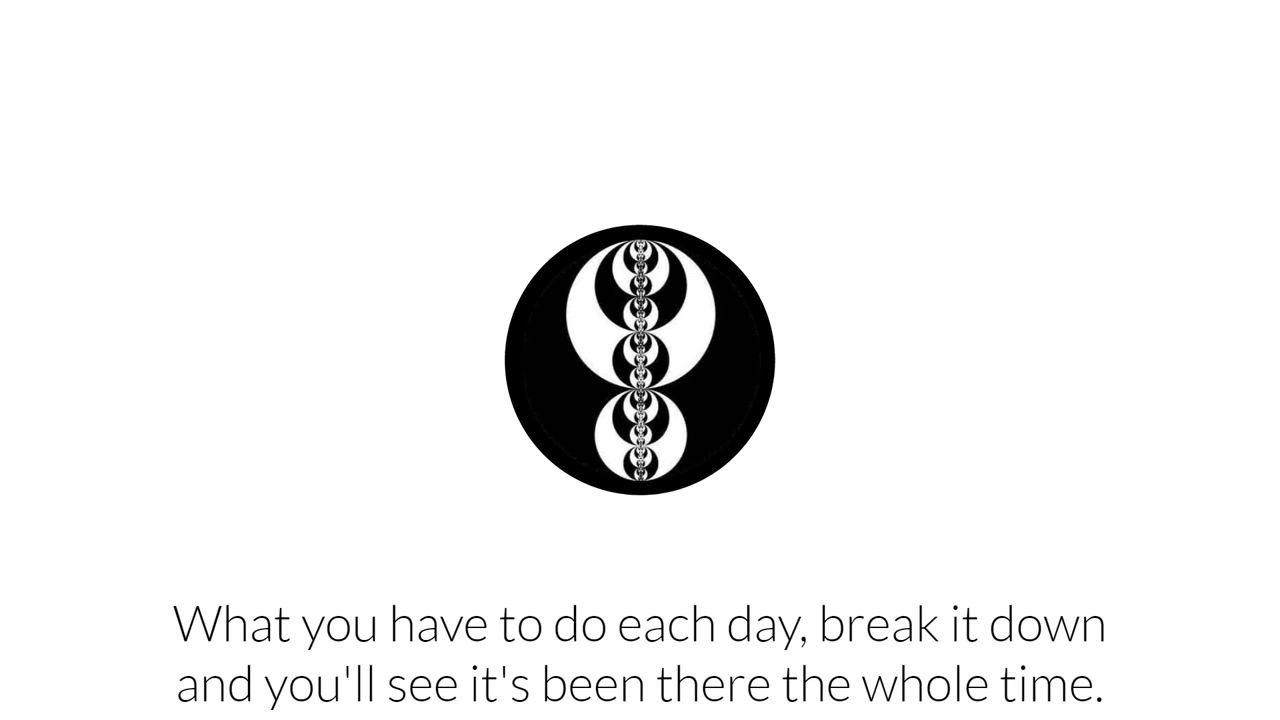 What you have to do each day, break it down
and you'll see it's been there the whole time.